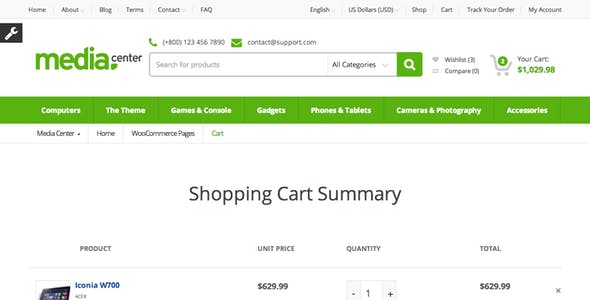 Home About Blog Terms Contact FAQ English US Dollars (USD) Shop Cart Track Your Order My Account
(+800) 123 456 7890 contact@support.com
media center
Search for products All Categories
Wishlist (3)
Compare (0)
2
Your Cart:
$1,029.98
Computers The Theme Games & Console Gadgets Phones & Tablets Cameras & Photography Accessories
Media Center Home WooCommerce Pages Cart
Shopping Cart Summary
PRODUCT UNIT PRICE QUANTITY TOTAL
Iconia W700 $629.99 - 1 + $629.99 ×
ACER